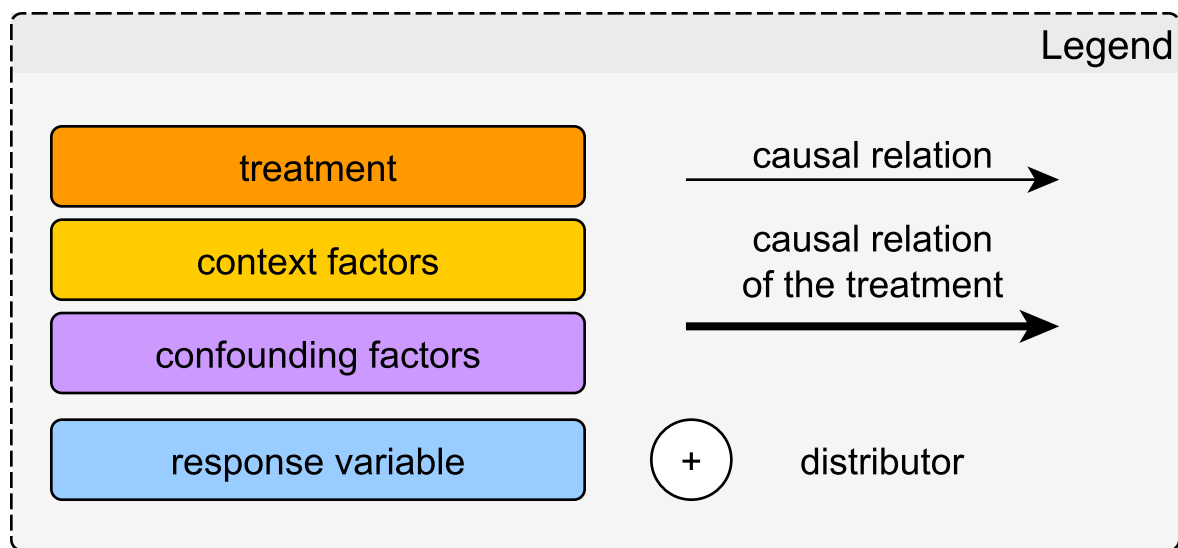 Legend
treatment
context factors
confounding factors
response variable
causal relation
causal relation
of the treatment
+
distributor